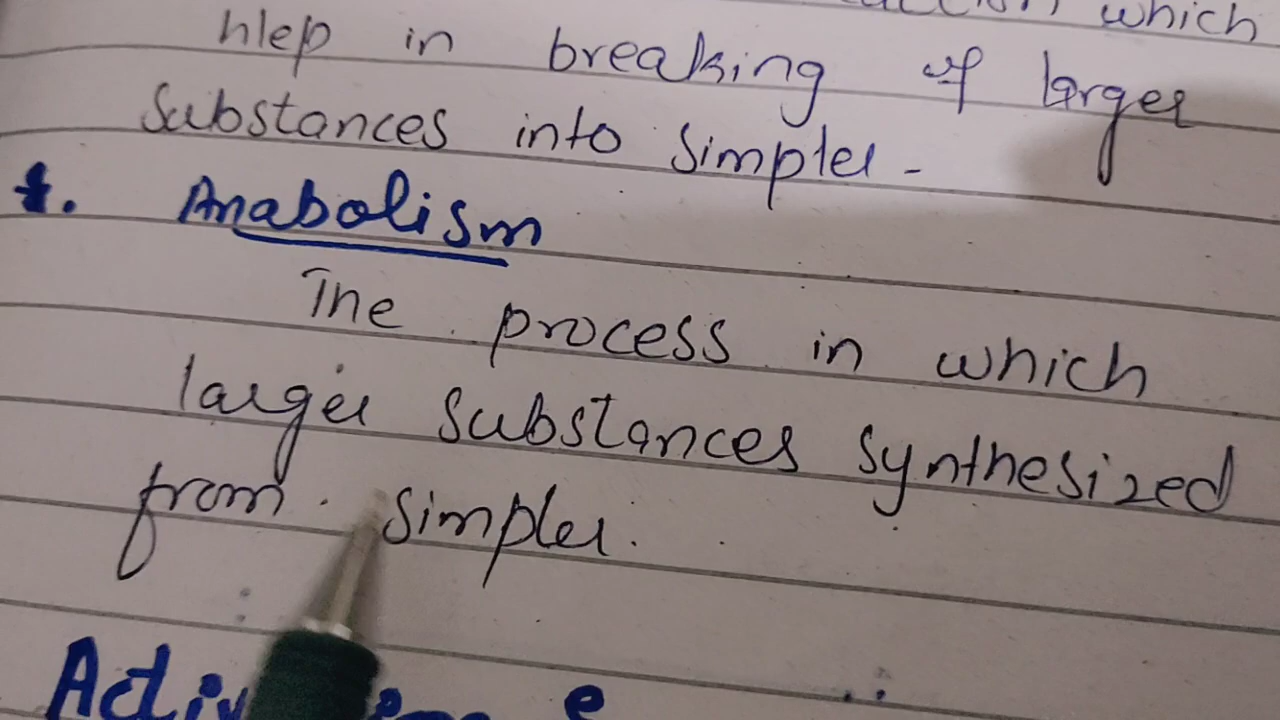 which
hlep in breaking of larger
substances into simpler -
. Anabolism
The process in which
larger substances synthesized
from simpler.